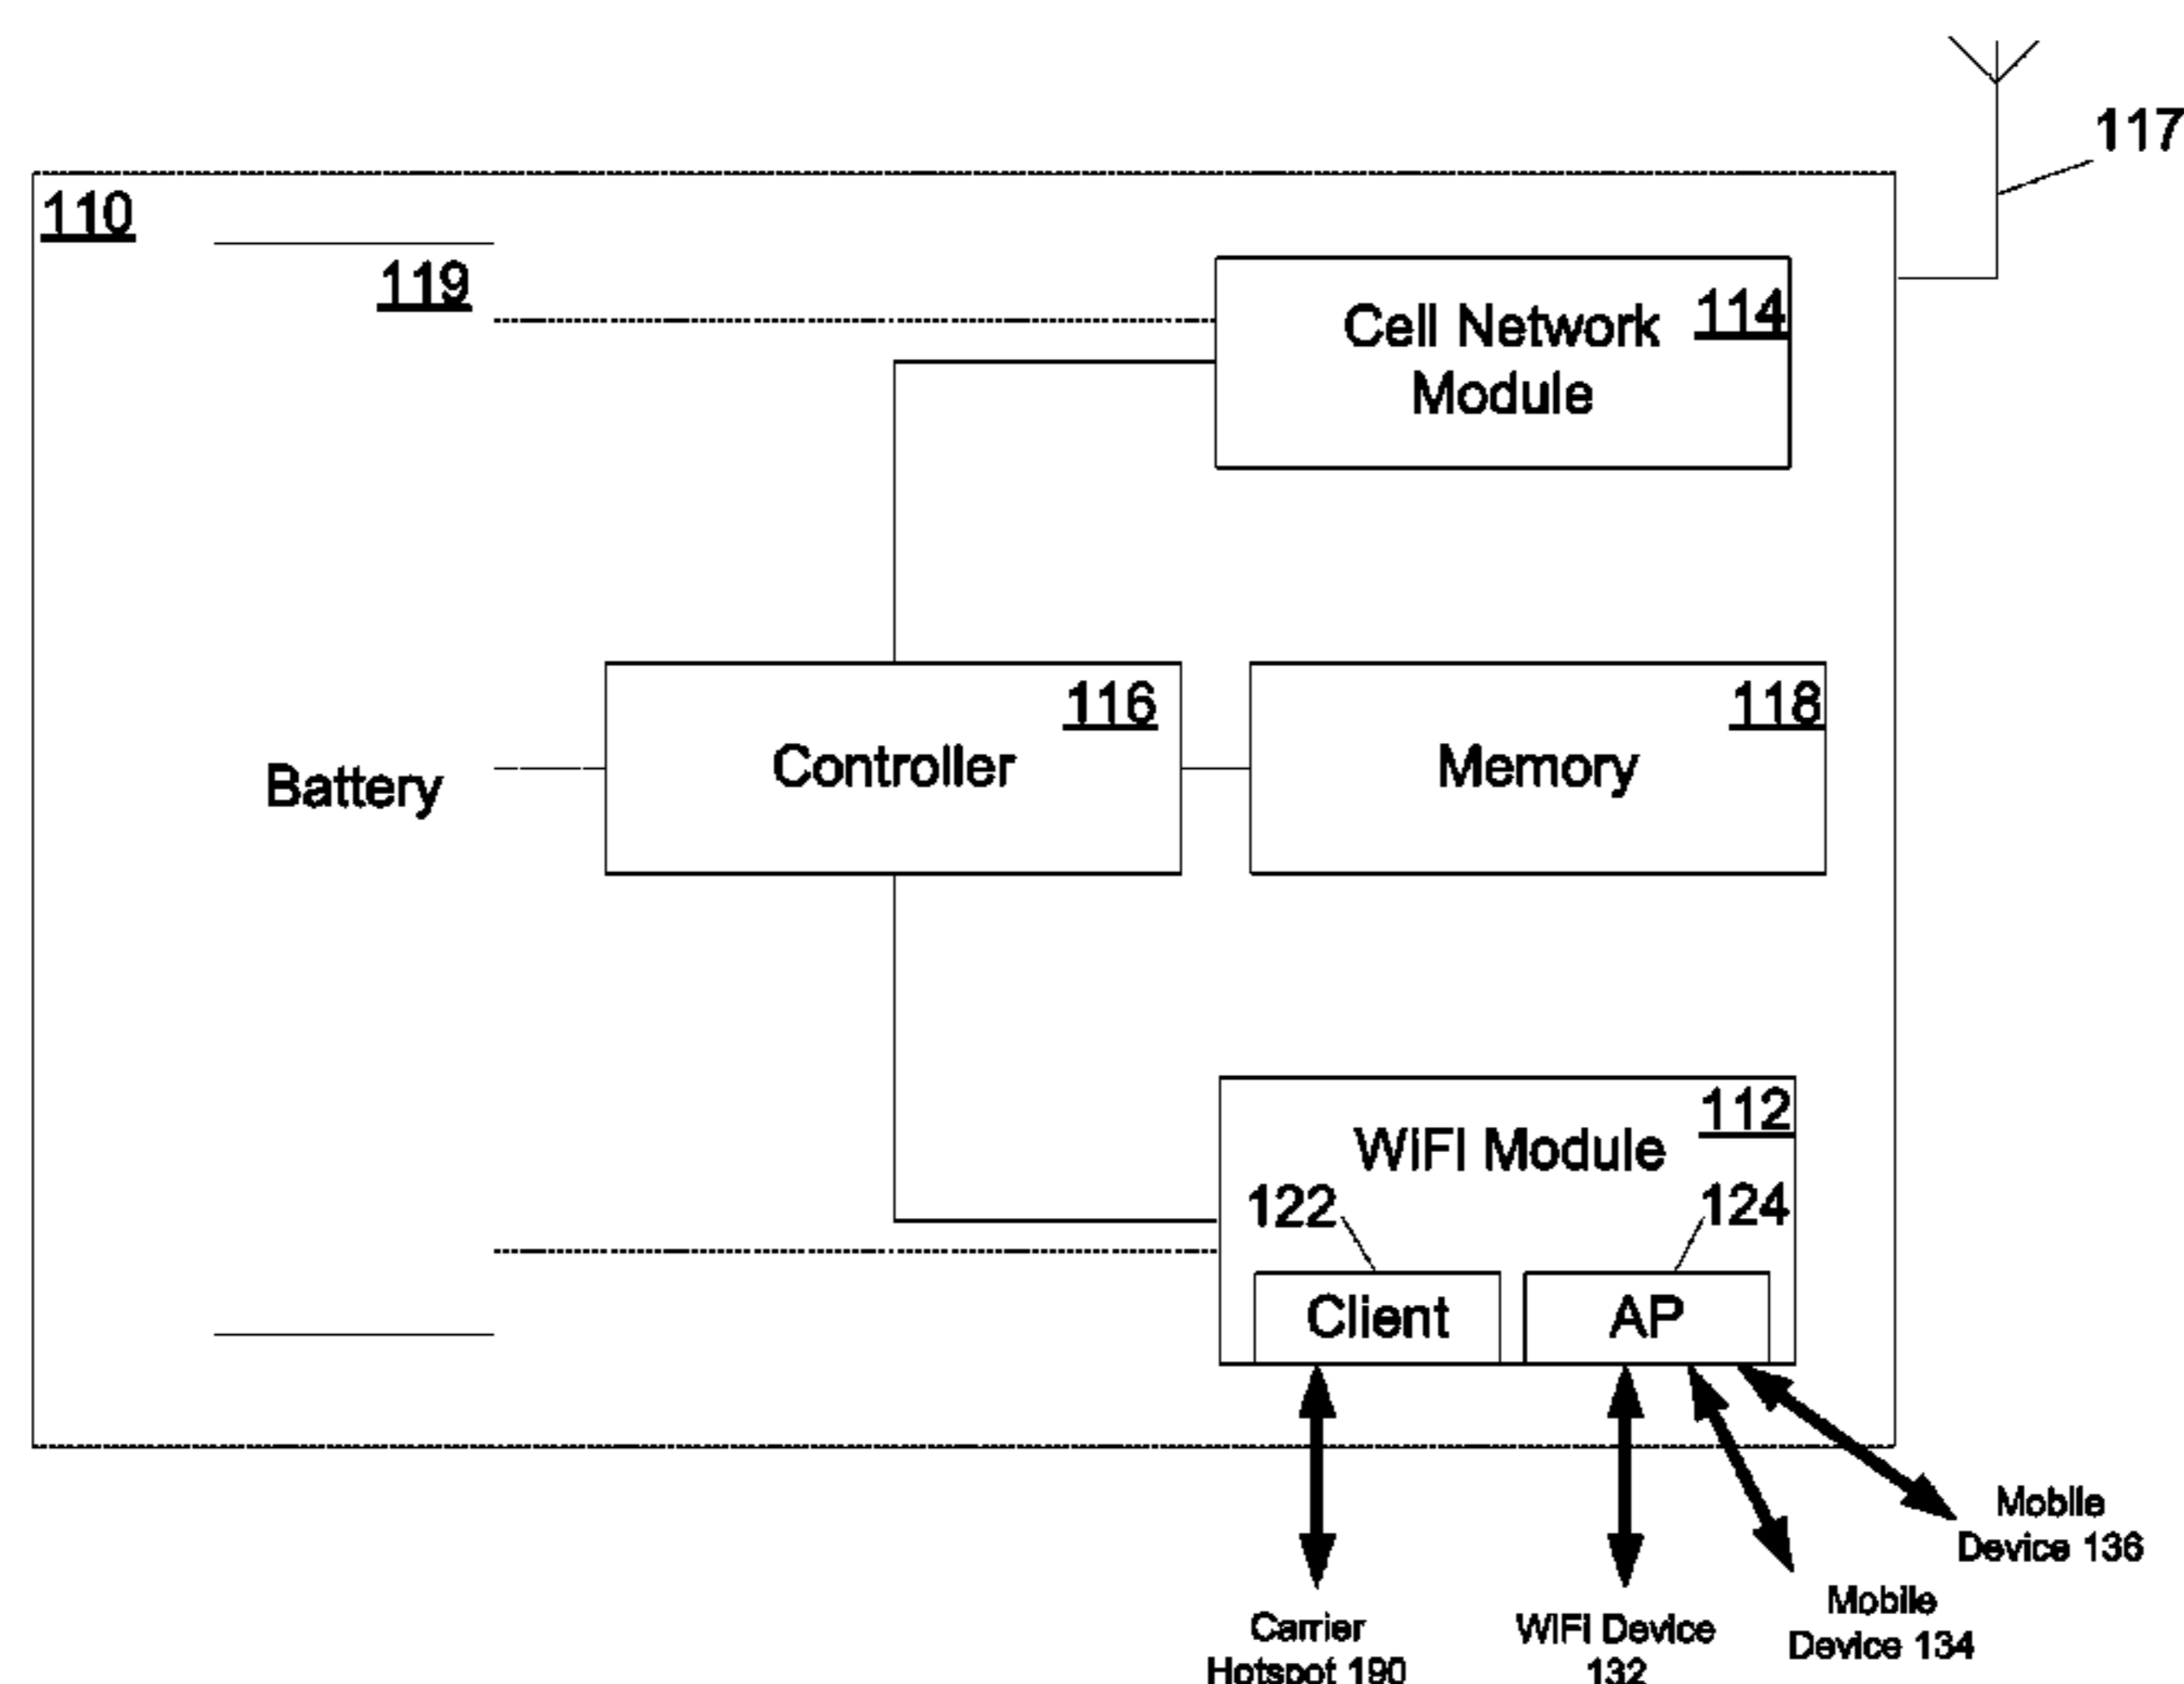 117
110
119
114
Cell Network
Module
116
Controller
118
Memory
Battery
112
WiFi Module
122
124
Client
AP
Mobile
Device 136
Mobile
Device 134
Carrier
Hotspot 190
WiFi Device
132